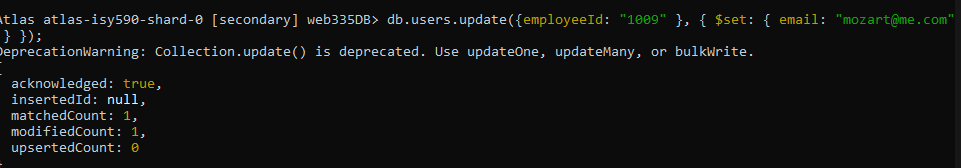 Atlas atlas-isy590-shard-0 [secondary] web335DB> db.users.update({employeeId: "1009" }, { $set: { email: "mozart@me.com"
} });
DeprecationWarning: Collection.update() is deprecated. Use updateOne, updateMany, or bulkWrite.
{
acknowledged: true,
insertedId: null,
matchedCount: 1,
modifiedCount: 1,
upsertedCount: 0